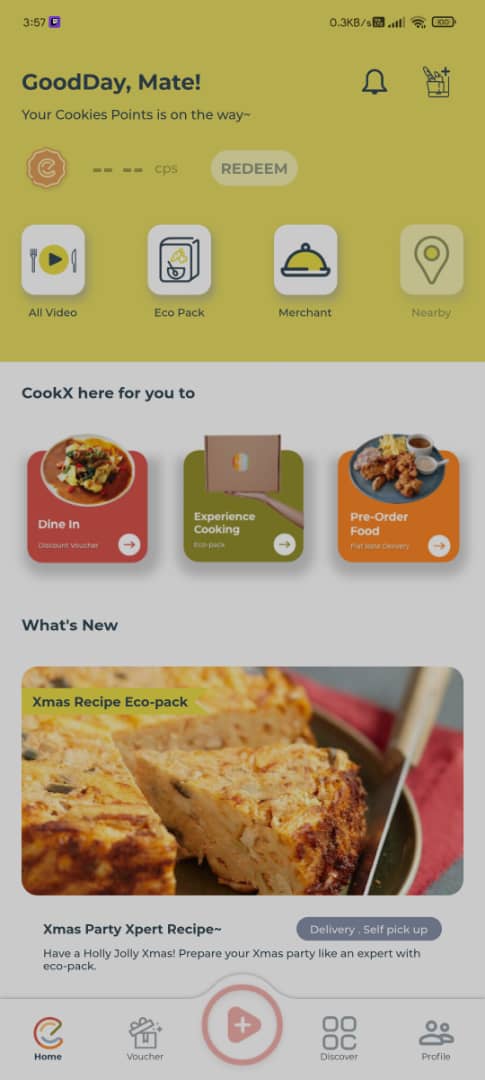 3:57
0.3KB/s
100
GoodDay, Mate!
Your Cookies Points is on the way~
-- -- cps
REDEEM
All Video
Eco Pack
Merchant
Nearby
CookX here for you to
Dine In
Discount Voucher
Experience
Cooking
Eco-pack
Pre-Order
Food
Flat Rate Delivery
What's New
Xmas Recipe Eco-pack
Xmas Party Xpert Recipe~
Delivery . Self pick up
Have a Holly Jolly Xmas! Prepare your Xmas party like an expert with
eco-pack.
Home
Voucher
Discover
Profile